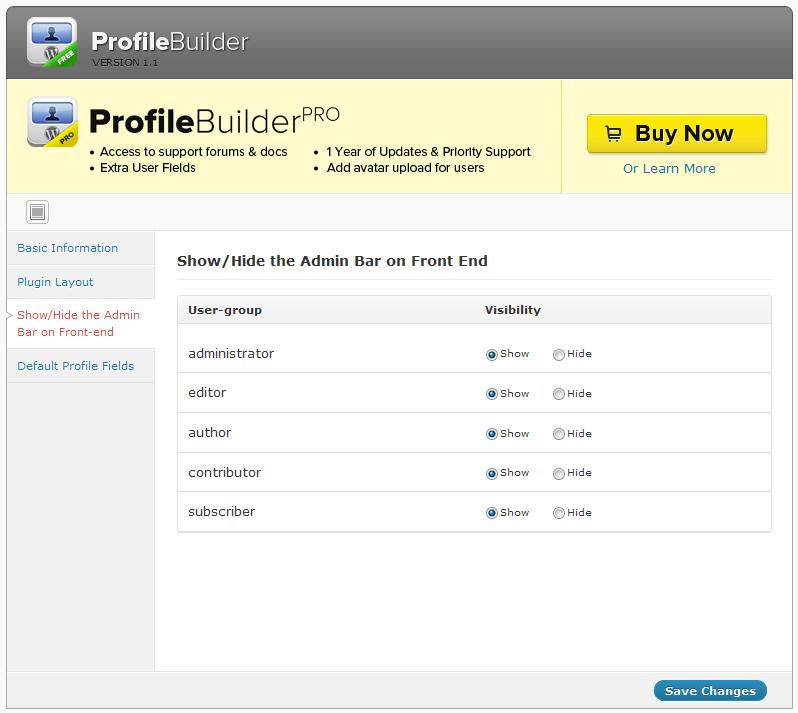 ProfileBuilder
VERSION 1.1
FREE
ProfileBuilderPRO
PRO
• Access to support forums & docs
• 1 Year of Updates & Priority Support
• Extra User Fields
• Add avatar upload for users
Buy Now
Or Learn More
Basic Information
Plugin Layout
Show/Hide the Admin
Bar on Front-end
Default Profile Fields
Show/Hide the Admin Bar on Front End
User-group Visibility
administrator Show Hide
editor Show Hide
author Show Hide
contributor Show Hide
subscriber Show Hide
Save Changes